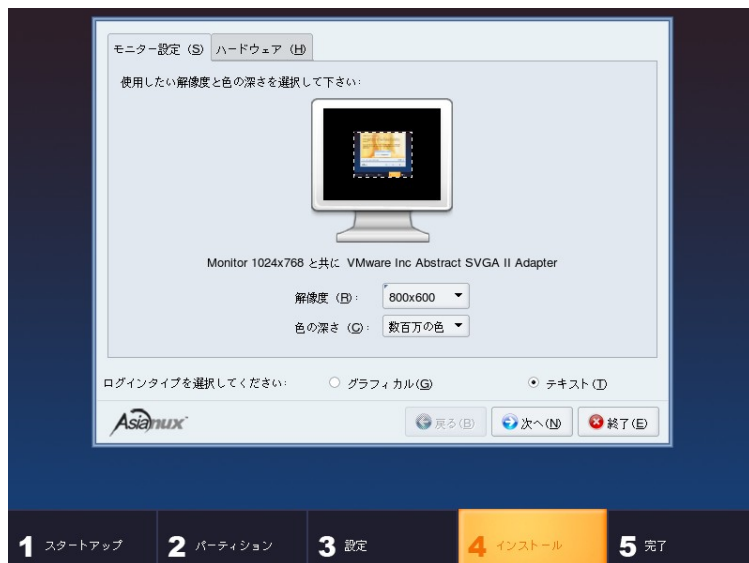 モニター設定 (S)
ハードウェア (H)
使用したい解像度と色の深さを選択して下さい:
Monitor 1024x768 と共に VMware Inc Abstract SVGA II Adapter
解像度 (R): 800x600
色の深さ (C): 数百万の色
ログインタイプを選択してください: グラフィカル(G) テキスト(T)
Asianux
戻る(B) 次へ(N) 終了(E)
1 スタートアップ 2 パーティション 3 設定 4 インストール 5 完了